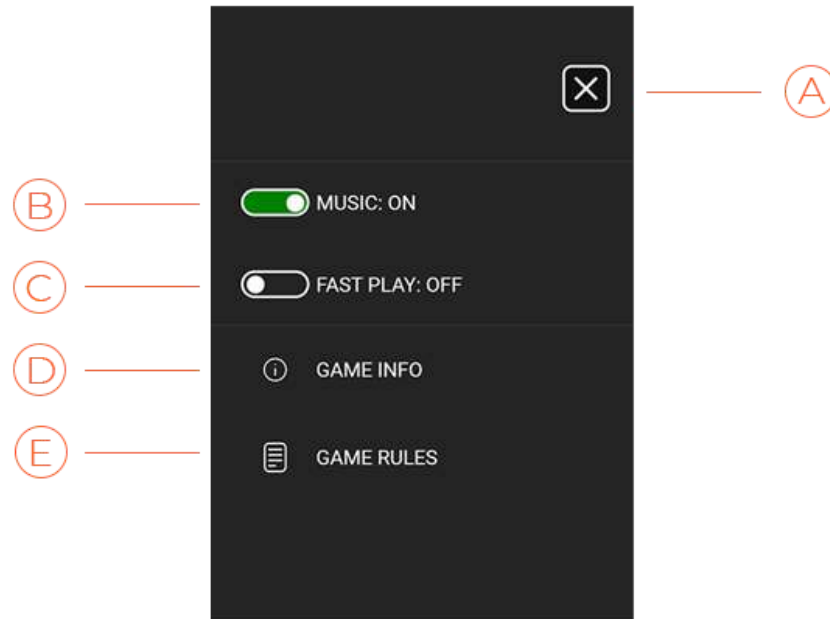 A
B MUSIC: ON
C FAST PLAY: OFF
D GAME INFO
E GAME RULES